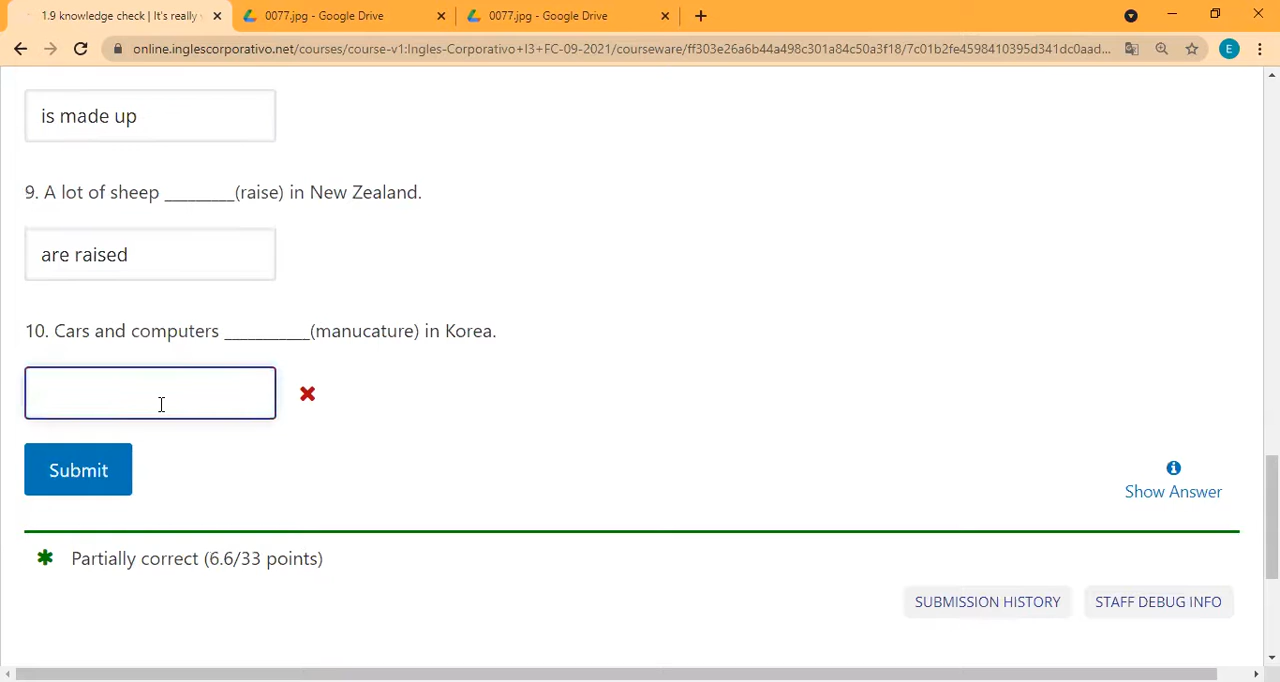 1.9 knowledge check | It's really
0077.jpg - Google Drive
0077.jpg - Google Drive
online.inglescorporativo.net/courses/course-v1:Ingles-Corporativo+I3+FC-09-2021/courseware/ff303e26a6b44a498c301a84c50a3f18/7c01b2fe4598410395d341dc0aad...
E
is made up
9. A lot of sheep _________(raise) in New Zealand.
are raised
10. Cars and computers ___________(manucature) in Korea.
Submit
Show Answer
Partially correct (6.6/33 points)
SUBMISSION HISTORY
STAFF DEBUG INFO